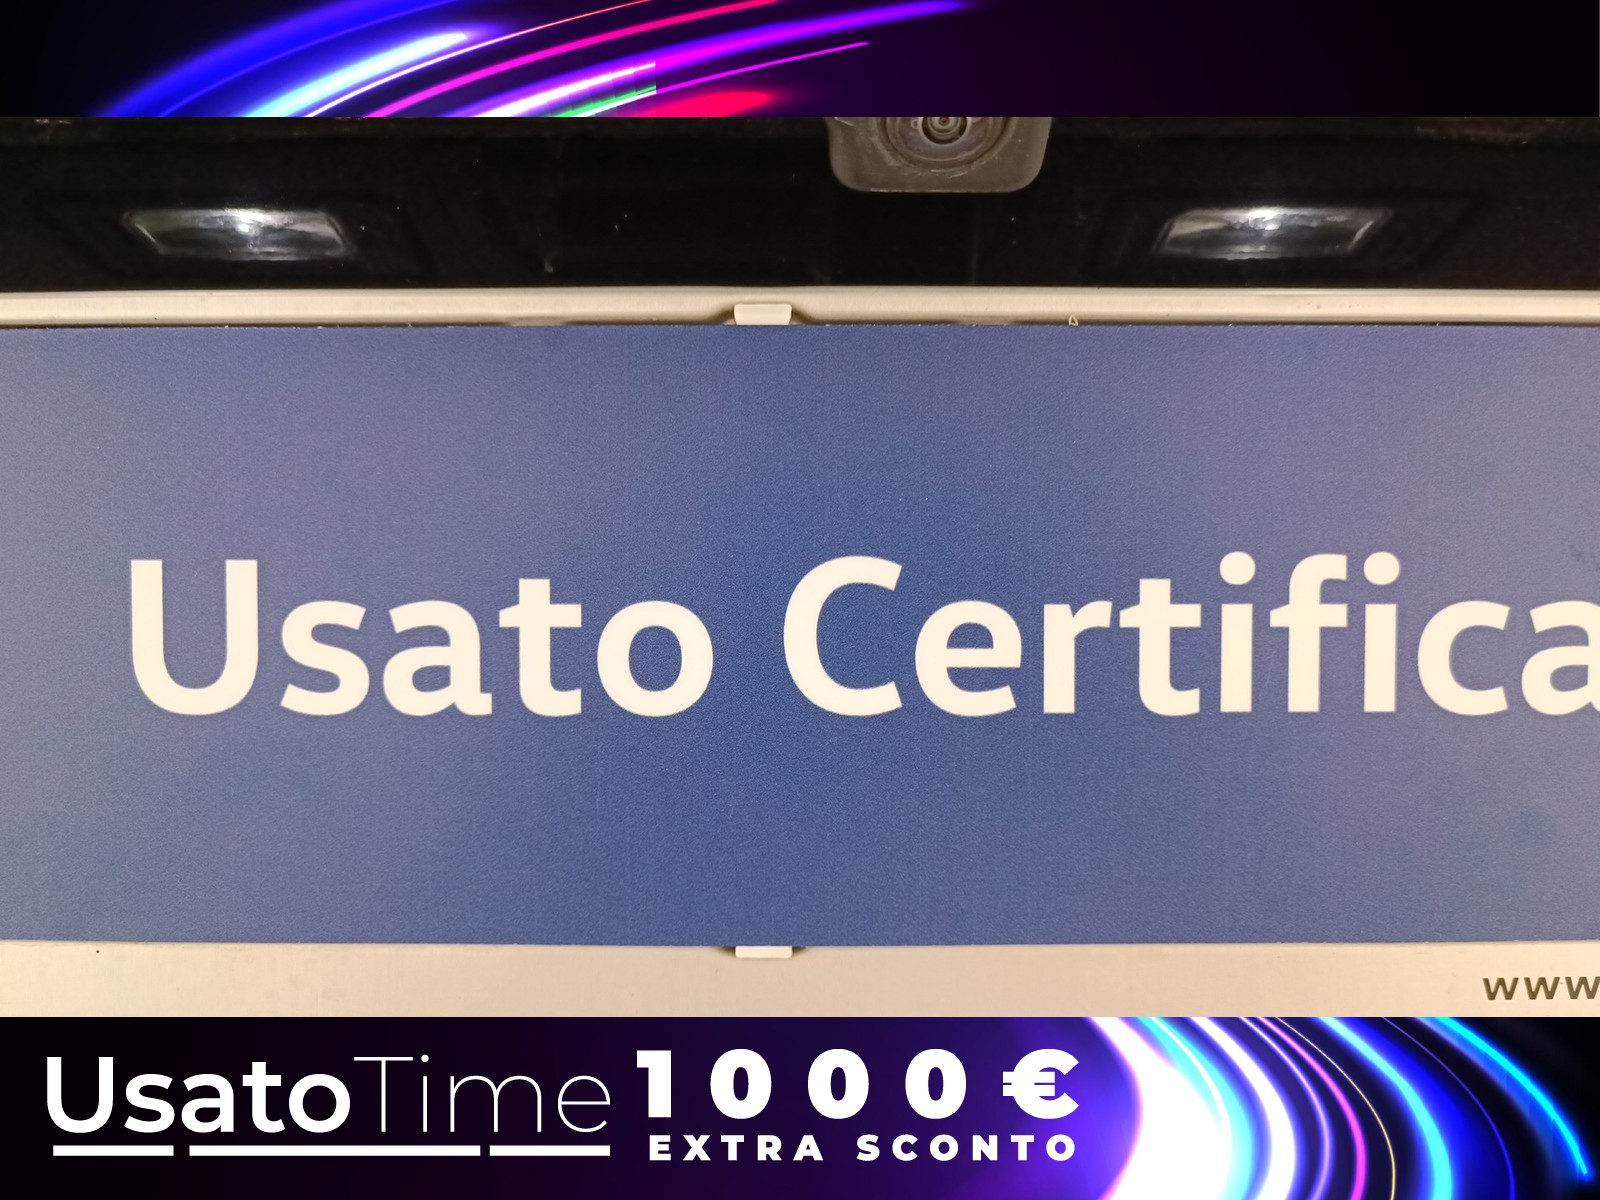 Usato Certifica
www
UsatoTime
1000 €
EXTRA SCONTO